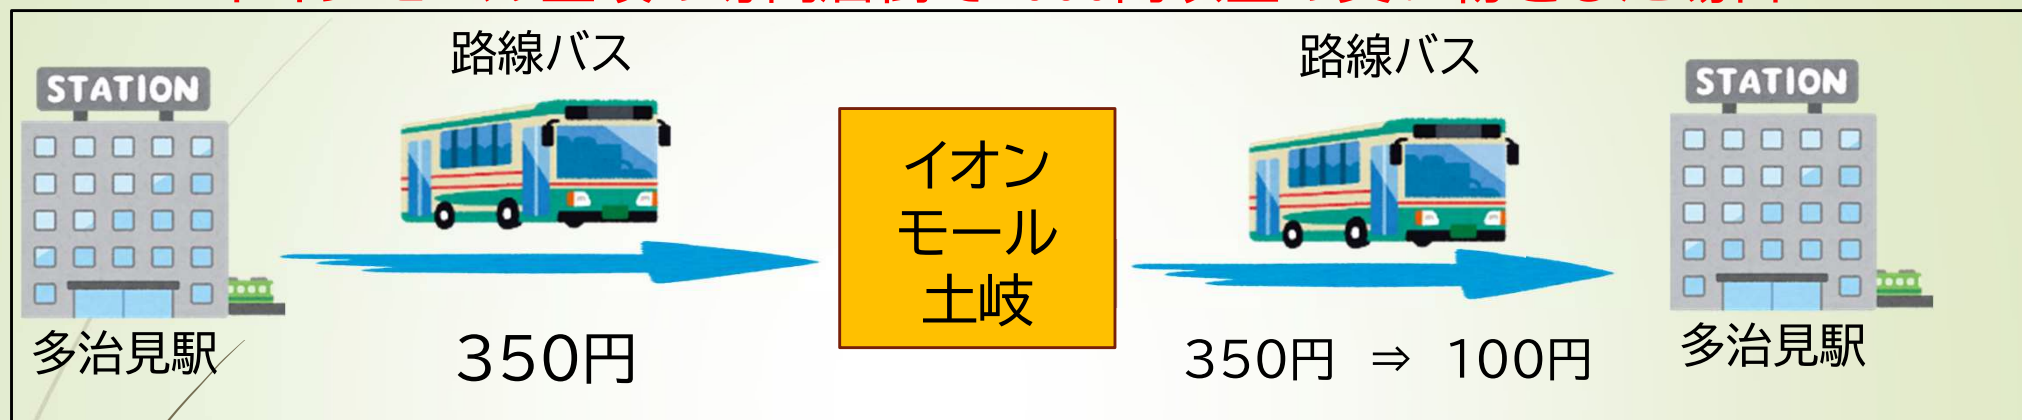 路線バス
路線バス
STATION
STATION
イオン
モール
土岐
多治見駅
350円
350円 ⇒ 100円
多治見駅